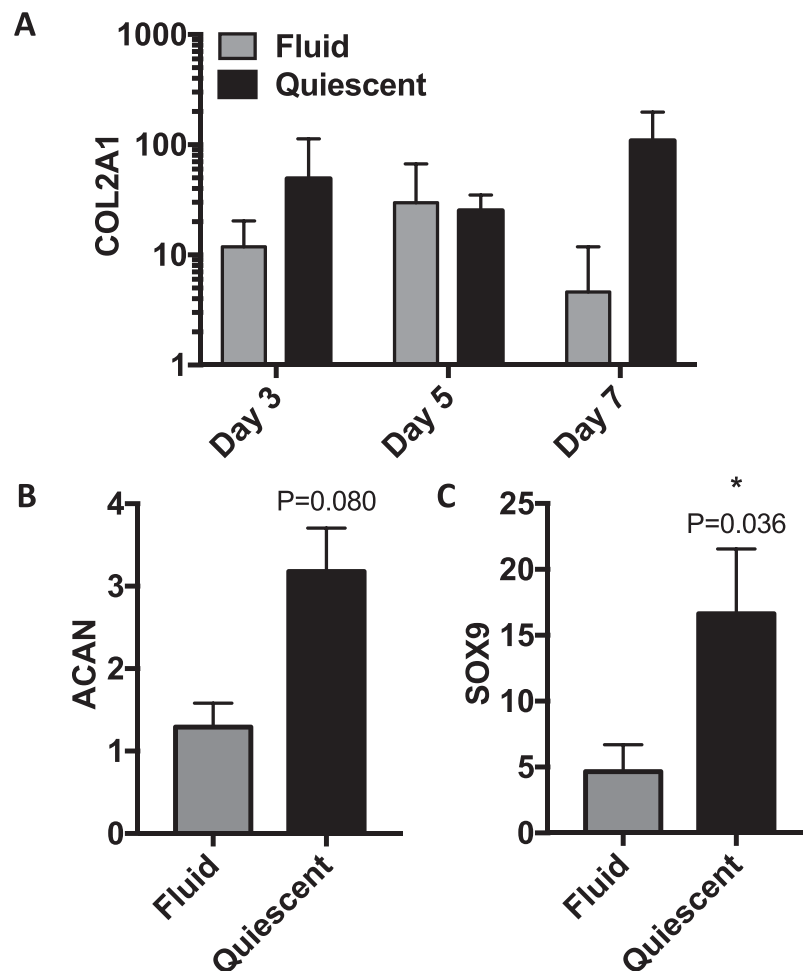 A
1000
100
10
1
COL2A1
Fluid
Quiescent
Day 3
Day 5
Day 7
B
4
3
2
1
0
ACAN
P=0.080
Fluid
Quiescent
C
25
20
15
10
5
0
SOX9
*
P=0.036
Fluid
Quiescent